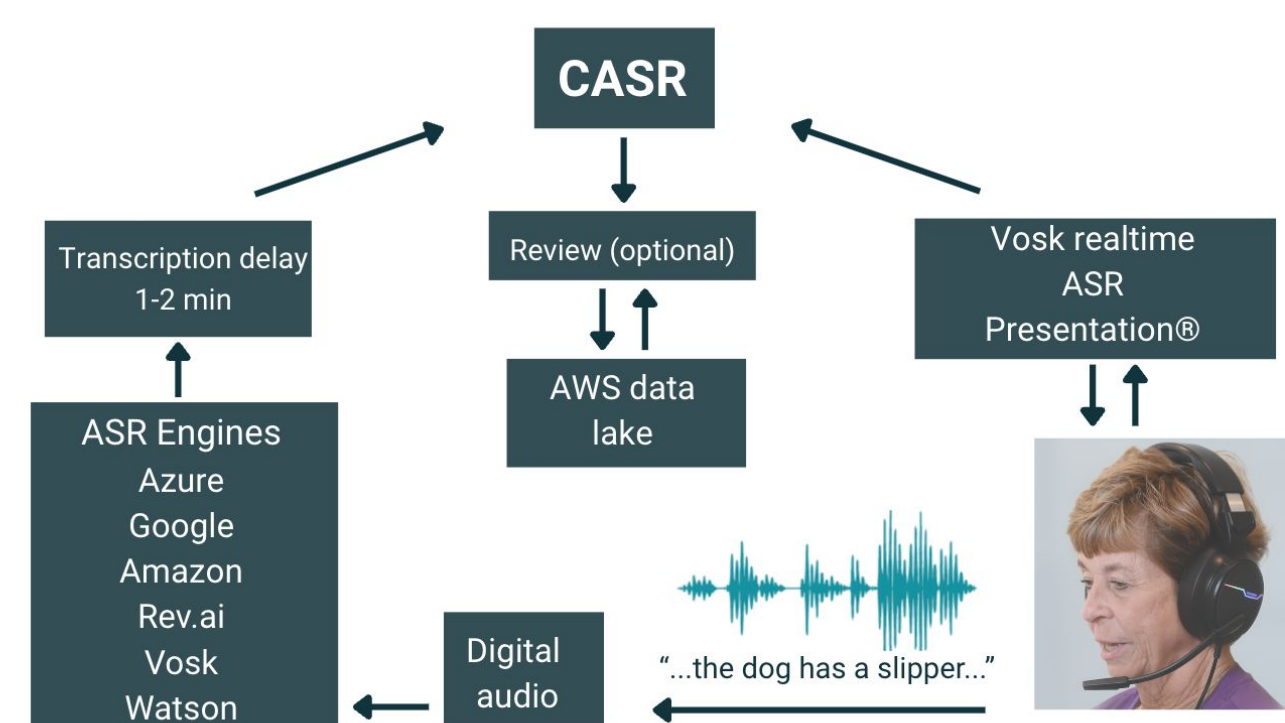 CASR
Transcription delay
1-2 min
Review (optional)
Vosk realtime
ASR
Presentation®
AWS data
lake
ASR Engines
Azure
Google
Amazon
Rev.ai
Vosk
Watson
Digital
audio
“...the dog has a slipper...”